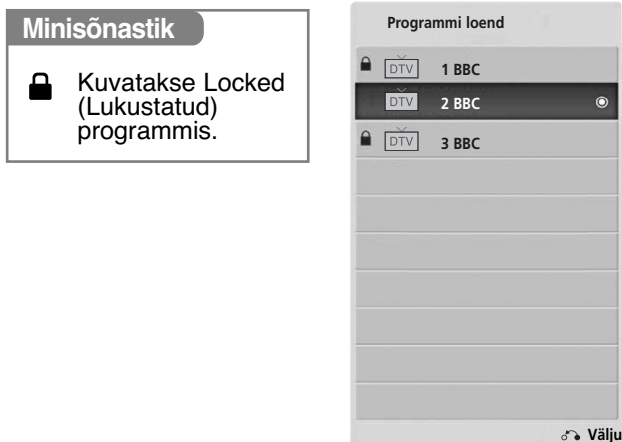 Minisõnastik
Kuvatakse Locked
(Lukustatud)
programmis.
Programmi loend
DTV 1 BBC
DTV 2 BBC
DTV 3 BBC
Välju